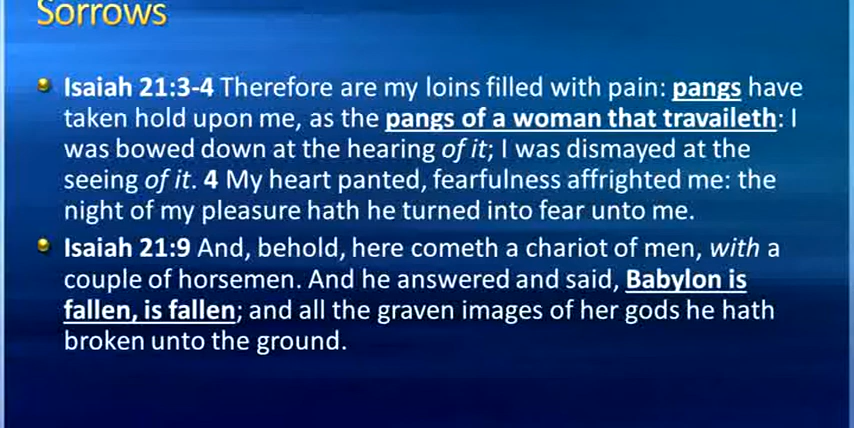 Sorrows
Isaiah 21:3-4 Therefore are my loins filled with pain: pangs have
taken hold upon me, as the pangs of a woman that travaileth: I
was bowed down at the hearing of it; I was dismayed at the
seeing of it. 4 My heart panted, fearfulness affrighted me: the
night of my pleasure hath he turned into fear unto me.
Isaiah 21:9 And, behold, here cometh a chariot of men, with a
couple of horsemen. And he answered and said, Babylon is
fallen, is fallen; and all the graven images of her gods he hath
broken unto the ground.